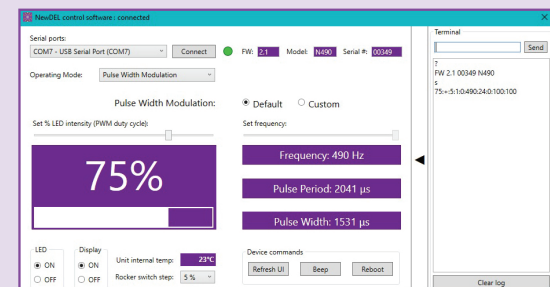 NewDEL control software : connected
Serial ports:
COM7 - USB Serial Port (COM7)
Connect
FW: 2.1 Model: N490 Serial #: 00349
Operating Mode: Pulse Width Modulation
Pulse Width Modulation: Default Custom
Set % LED intensity (PWM duty cycle):
75%
Set frequency:
Frequency: 490 Hz
Pulse Period: 2041 µs
Pulse Width: 1531 µs
LED
ON
OFF
Display
ON
OFF
Unit internal temp: 23°C
Rocker switch step: 5 %
Device commands
Refresh UI Beep Reboot
Terminal
Send
?
FW 2.1 00349 N490
s
75:+:5:1:0:490:24:0:100:100
Clear log